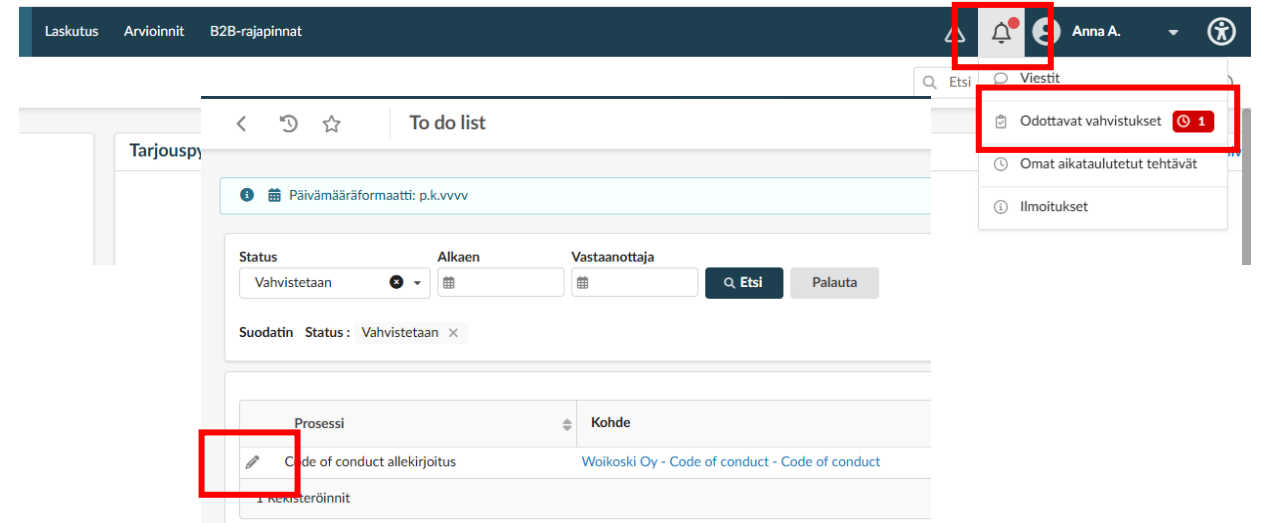 Laskutus Arvioinnit B2B-rajapinnat Anna A.
Etsi
Viestit
Odottavat vahvistukset 1
Omat aikataulutetut tehtävät
Ilmoitukset
To do list
Tarjouspy
Päivämääräformaatti: p.k.vvvv
Status Alkaen Vastaanottaja
Vahvistetaan Etsi Palauta
Suodatin Status : Vahvistetaan ×
Prosessi Kohde
Code of conduct allekirjoitus Woikoski Oy - Code of conduct - Code of conduct
1 Rekisteröinnit